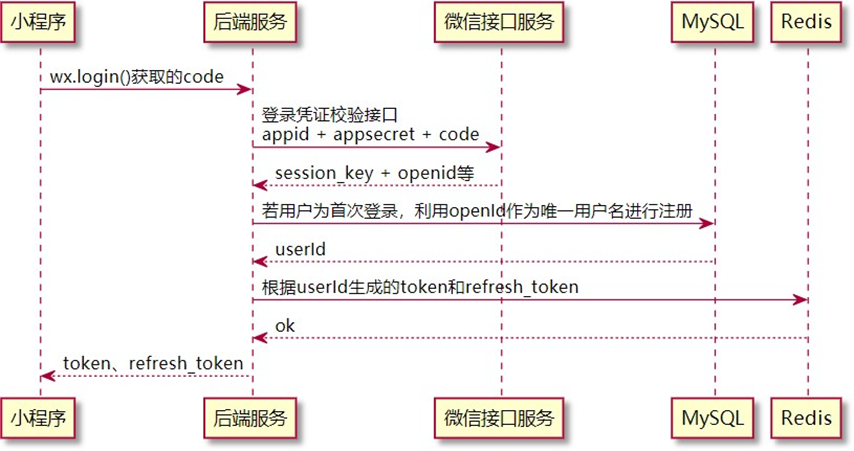 小程序
后端服务
微信接口服务
MySQL
Redis
wx.login()获取的code
登录凭证校验接口
appid + appsecret + code
session_key + openid等
若用户为首次登录，利用openId作为唯一用户名进行注册
userId
根据userId生成的token和refresh_token
ok
token、refresh_token
小程序
后端服务
微信接口服务
MySQL
Redis